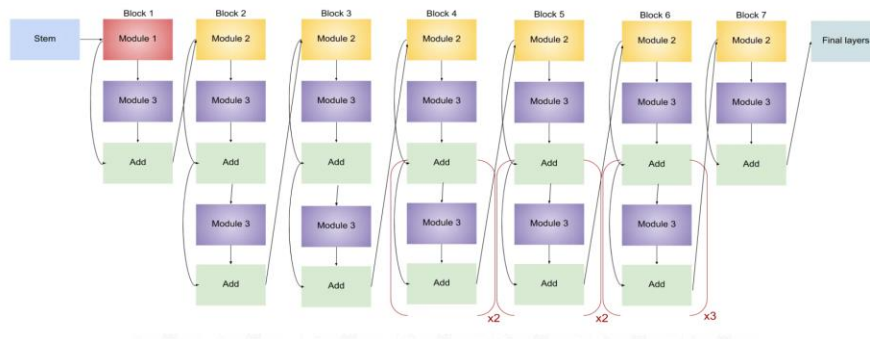 Block 1
Block 2
Block 3
Block 4
Block 5
Block 6
Block 7
Stem
Module 1
Module 2
Module 2
Module 2
Module 2
Module 2
Module 2
Final layers
Module 3
Module 3
Module 3
Module 3
Module 3
Module 3
Module 3
Add
Add
Add
Add
Add
Add
Add
Module 3
Module 3
Module 3
Module 3
Module 3
Add
Add
Add
Add
Add
x2
x2
x3